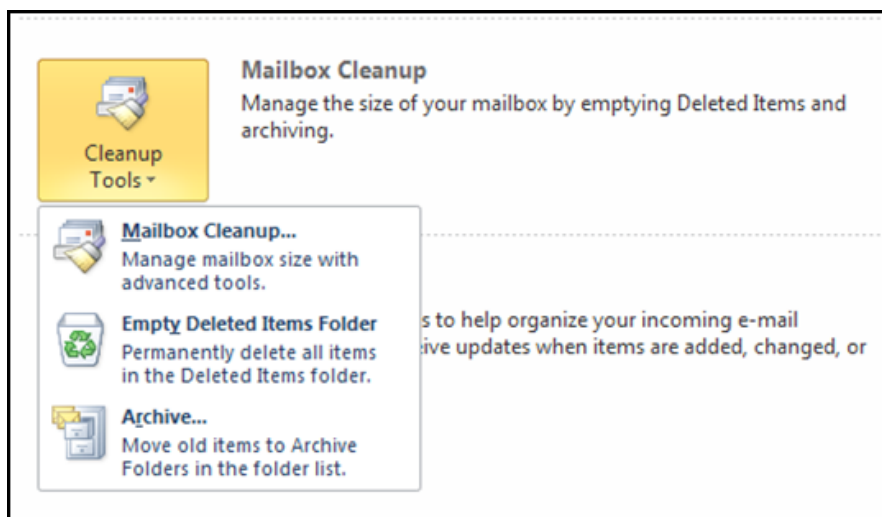 Mailbox Cleanup
Manage the size of your mailbox by emptying Deleted Items and
archiving.
Cleanup
Tools
Mailbox Cleanup...
Manage mailbox size with
advanced tools.
Empty Deleted Items Folder
Permanently delete all items
in the Deleted Items folder.
Archive...
Move old items to Archive
Folders in the folder list.
s to help organize your incoming e-mail
ive updates when items are added, changed, or